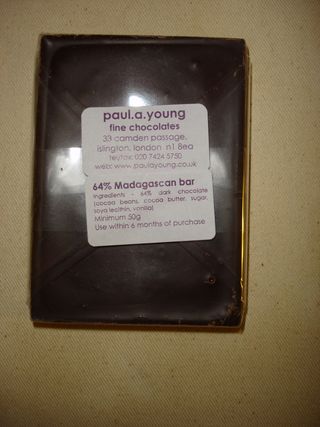 paul.a.young
fine chocolates
33 camden passage,
islington, london n1 8ea
tel/fax: 020 7424 5750
web: www.paulayoung.co.uk
64% Madagascan bar
Ingredients - 64% dark chocolate
(cocoa beans, cocoa butter, sugar,
soya lecithin, vanilla)
Minimum 50g
Use within 6 months of purchase